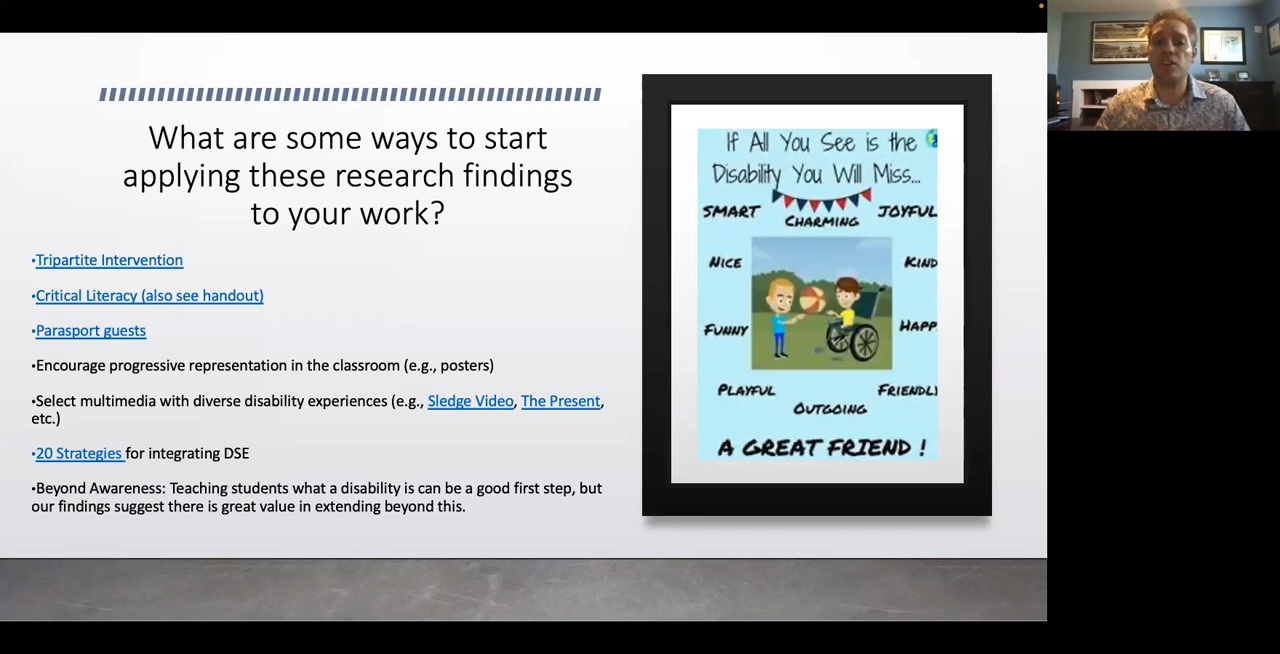 What are some ways to start
applying these research findings
to your work?
•Tripartite Intervention
•Critical Literacy (also see handout)
•Parasport guests
•Encourage progressive representation in the classroom (e.g., posters)
•Select multimedia with diverse disability experiences (e.g., Sledge Video, The Present,
etc.)
•20 Strategies for integrating DSE
•Beyond Awareness: Teaching students what a disability is can be a good first step, but
our findings suggest there is great value in extending beyond this.
If All You See is the
Disability You Will Miss...
SMART
CHARMING
JOYFUL
NICE
KIND
FUNNY
HAPP
PLAYFUL
FRIENDLY
OUTGOING
A GREAT FRIEND !